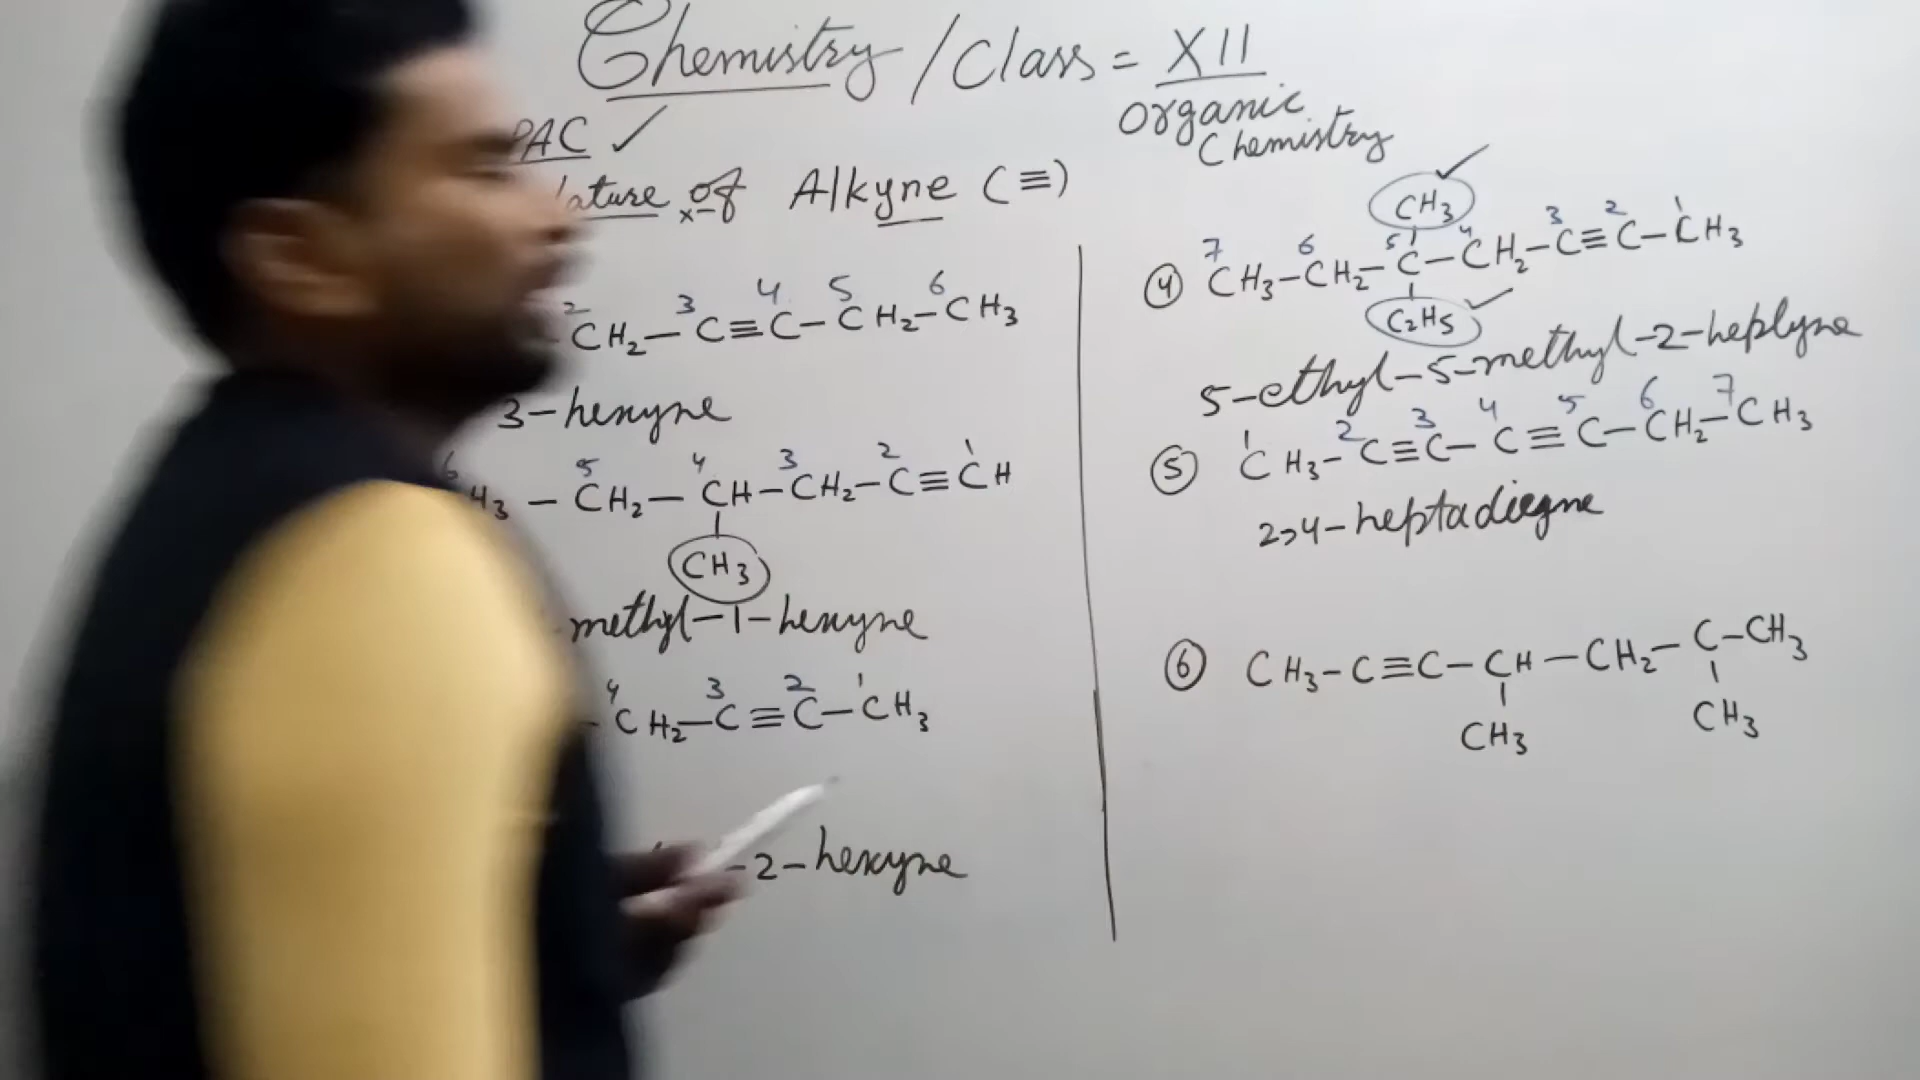 Chemistry / Class = XII
Organic
Chemistry
PAC ✓
lature of Alkyne (≡)
x-
2 3 4 5 6
CH2-C≡C-CH2-CH3
3-hexyne
6 5 4 3 2 1
H3-CH2-CH-CH2-C≡CH
CH3
methyl-1-hexyne
4 3 2 1
-CH2-C≡C-CH3
-2-hexyne
CH3 ✓
7 6 5 4 3 2 1
④ CH3-CH2-C-CH2-C≡C-CH3
C2H5 ✓
5-ethyl-5-methyl-2-heptyne
1 2 3 4 5 6 7
⑤ CH3-C≡C-C≡C-CH2-CH3
2,4-heptadiegne
⑥ CH3-C≡C-CH-CH2-C-CH3
CH3 CH3